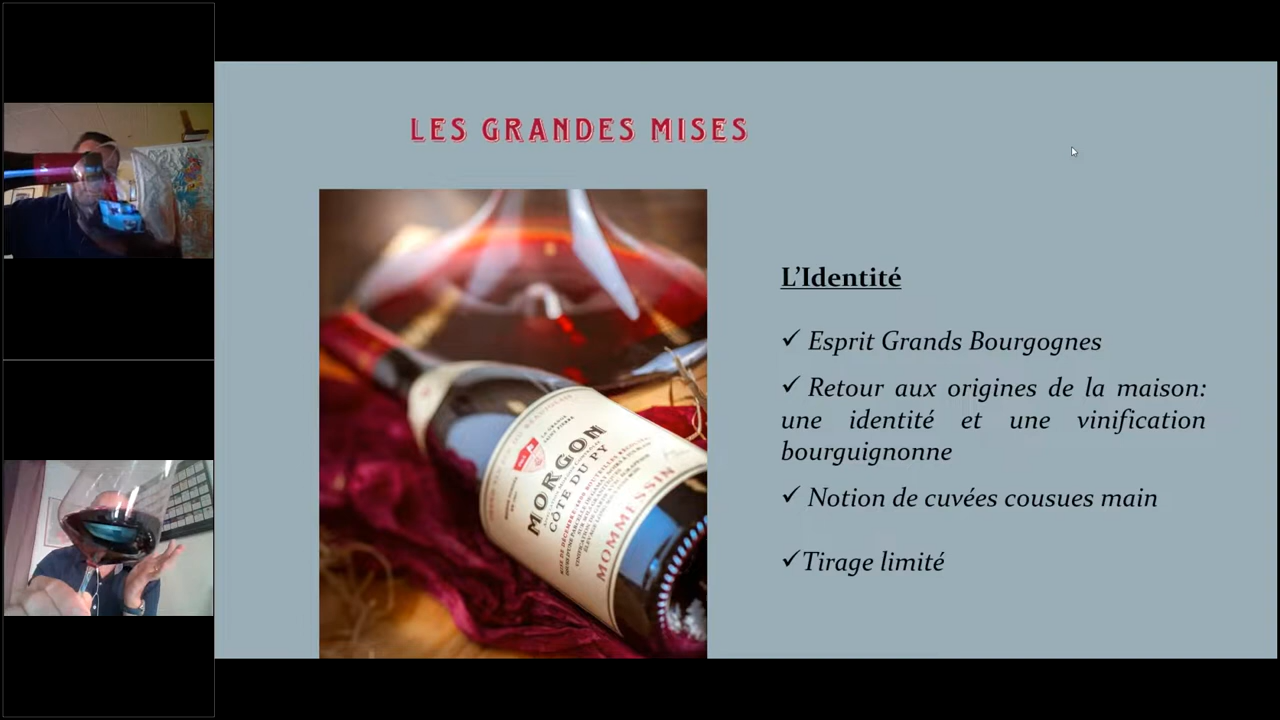 LES GRANDES MISES
L'Identité
✓ Esprit Grands Bourgognes
✓ Retour aux origines de la maison:
une identité et une vinification
bourguignonne
✓ Notion de cuvées cousues main
✓Tirage limité
MORGON
CÔTE DU PY
MOMMESSIN